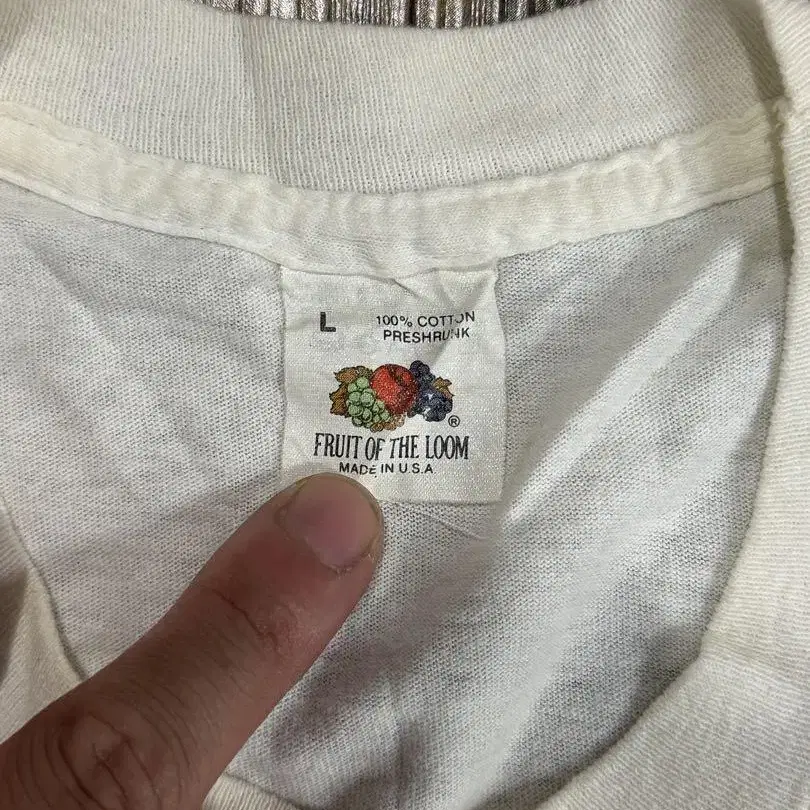 L
100% COTTON
PRESHRUNK
®
FRUIT OF THE LOOM
MADE IN U.S.A